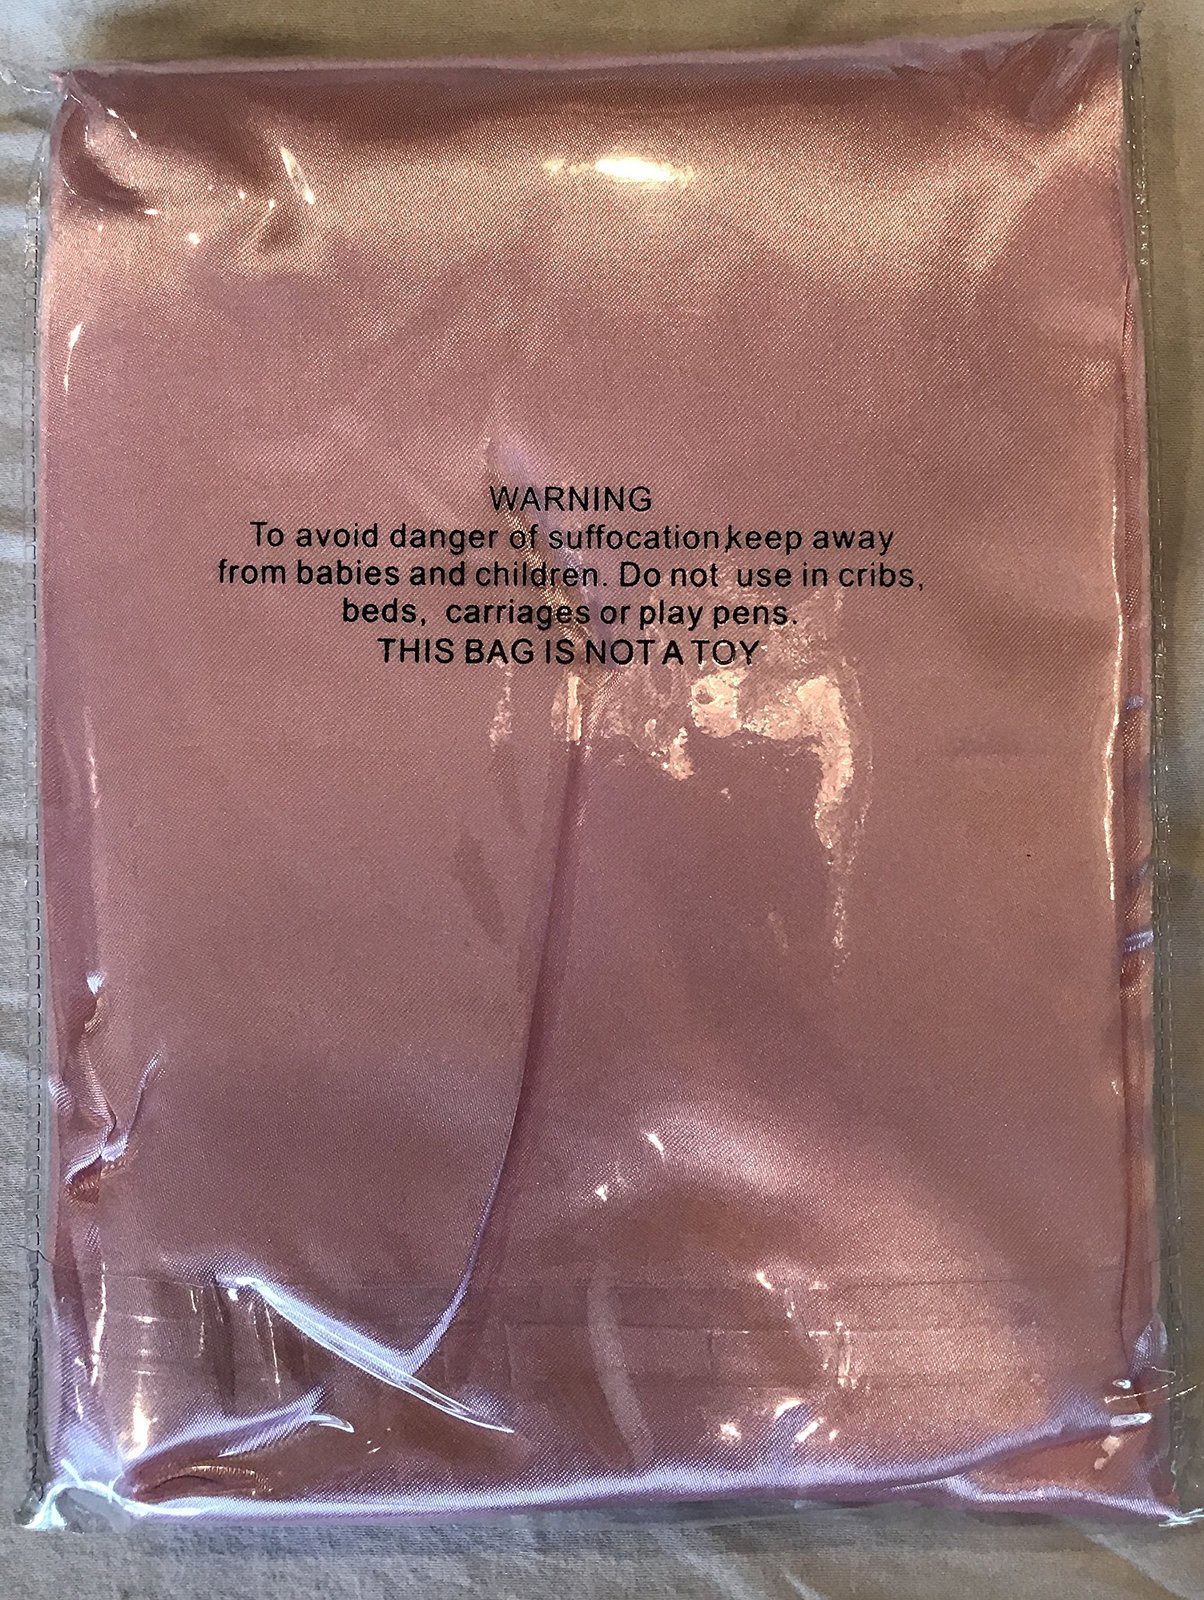 WARNING
To avoid danger of suffocation,keep away
from babies and children. Do not use in cribs,
beds, carriages or play pens.
THIS BAG IS NOT A TOY